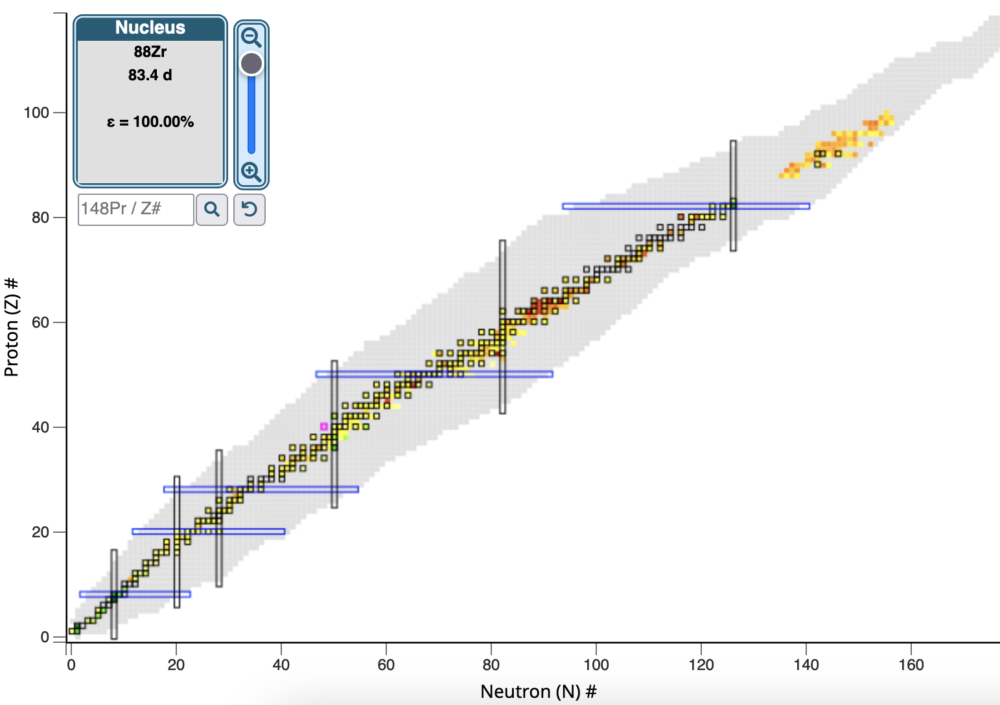 Nucleus
88Zr
83.4 d
ε = 100.00%
148Pr / Z#
Proton (Z) #
100
80
60
40
20
0
0 20 40 60 80 100 120 140 160
Neutron (N) #